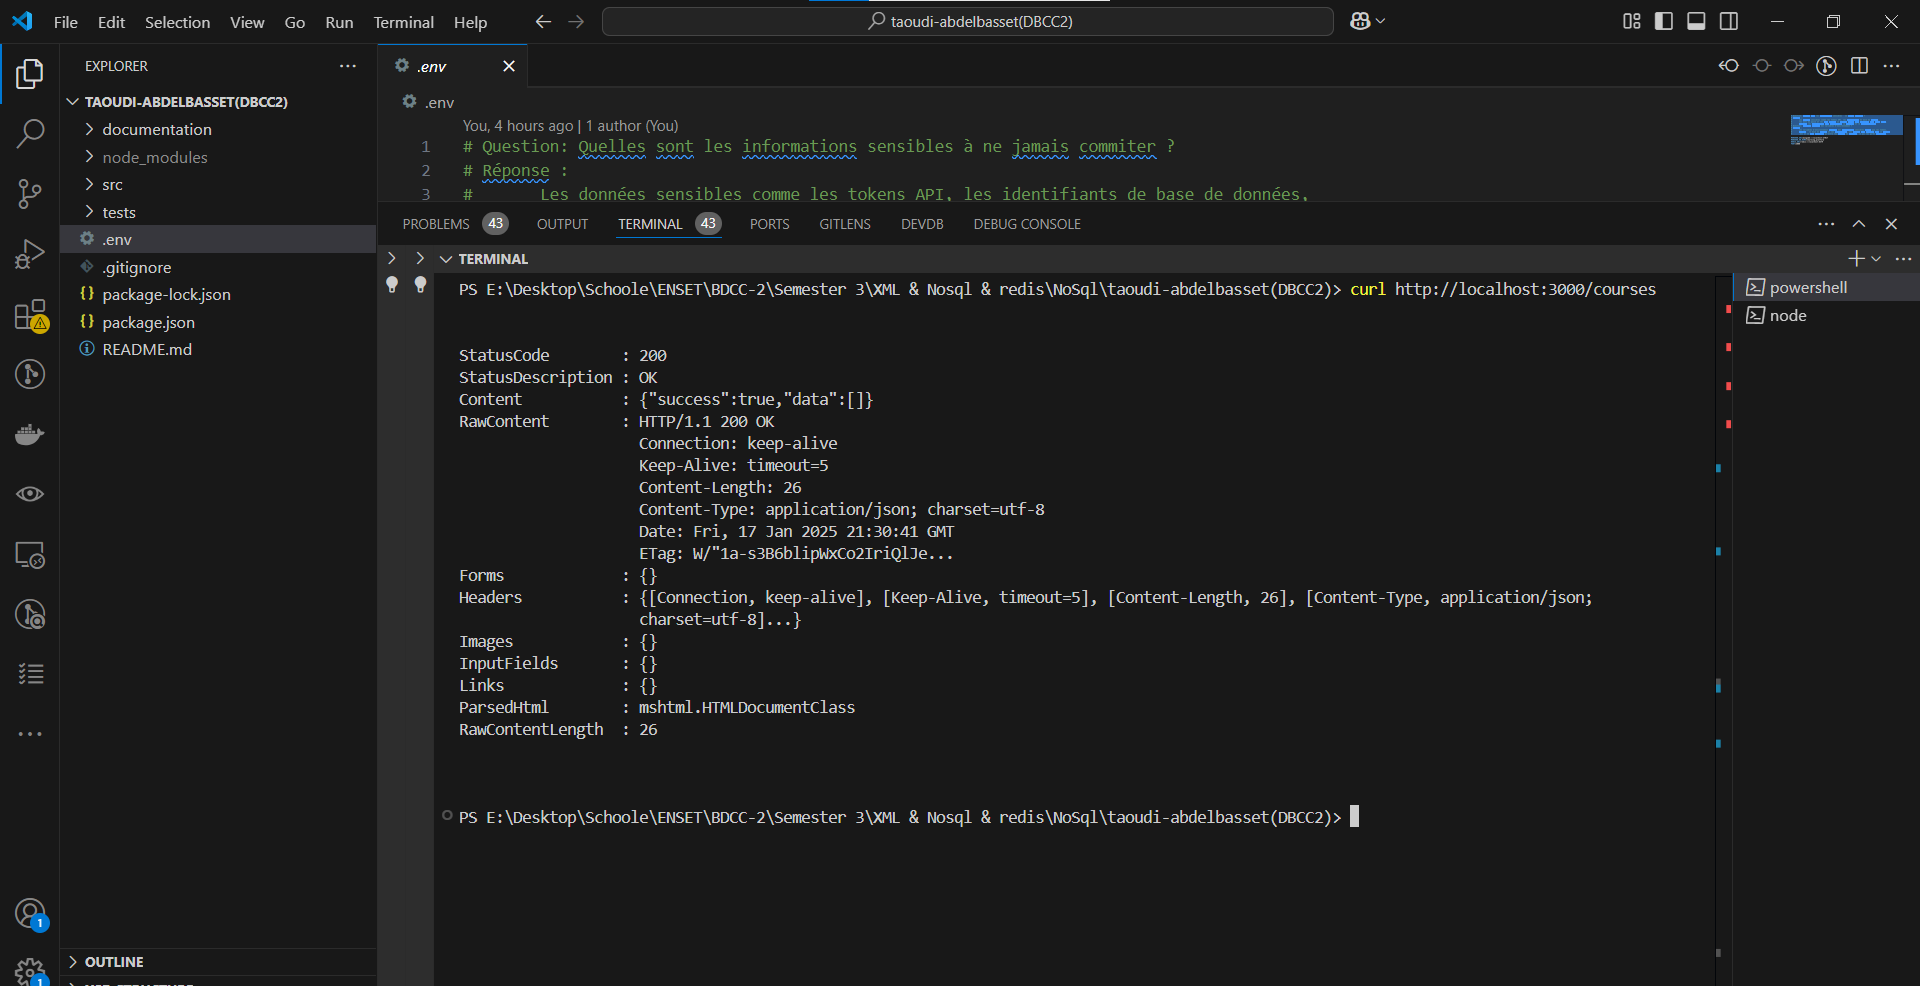 File Edit Selection View Go Run Terminal Help
taoudi-abdelbasset(DBCC2)
EXPLORER
TAOUDI-ABDELBASSET(DBCC2)
documentation
node_modules
src
tests
.env
.gitignore
package-lock.json
package.json
README.md
OUTLINE
1
1
.env
.env
You, 4 hours ago | 1 author (You)
1 # Question: Quelles sont les informations sensibles à ne jamais commiter ?
2 # Réponse :
3 # Les données sensibles comme les tokens API, les identifiants de base de données,
PROBLEMS 43 OUTPUT TERMINAL 43 PORTS GITLENS DEVDB DEBUG CONSOLE
TERMINAL
PS E:\Desktop\Schoole\ENSET\BDCC-2\Semester 3\XML & Nosql & redis\NoSql\taoudi-abdelbasset(DBCC2)> curl http://localhost:3000/courses
StatusCode : 200
StatusDescription : OK
Content : {"success":true,"data":[]}
RawContent : HTTP/1.1 200 OK
Connection: keep-alive
Keep-Alive: timeout=5
Content-Length: 26
Content-Type: application/json; charset=utf-8
Date: Fri, 17 Jan 2025 21:30:41 GMT
ETag: W/"1a-s3B6blipWxCo2IriQlJe...
Forms : {}
Headers : {[Connection, keep-alive], [Keep-Alive, timeout=5], [Content-Length, 26], [Content-Type, application/json;
charset=utf-8]...}
Images : {}
InputFields : {}
Links : {}
ParsedHtml : mshtml.HTMLDocumentClass
RawContentLength : 26
PS E:\Desktop\Schoole\ENSET\BDCC-2\Semester 3\XML & Nosql & redis\NoSql\taoudi-abdelbasset(DBCC2)>
powershell
node